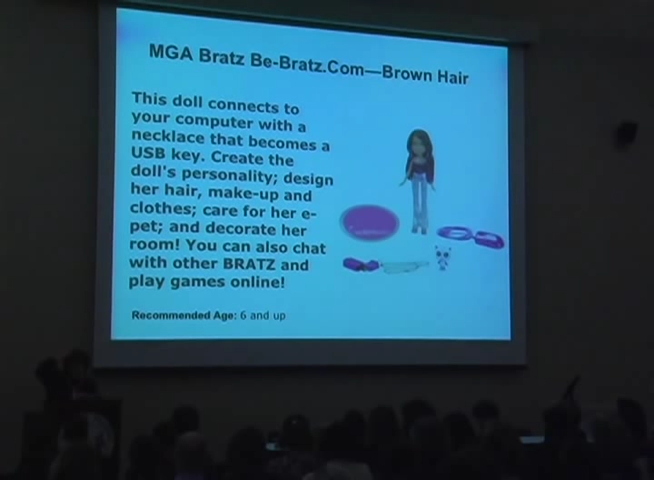 MGA Bratz Be-Bratz.Com—Brown Hair
This doll connects to
your computer with a
necklace that becomes a
USB key. Create the
doll's personality; design
her hair, make-up and
clothes; care for her e-
pet; and decorate her
room! You can also chat
with other BRATZ and
play games online!
Recommended Age: 6 and up